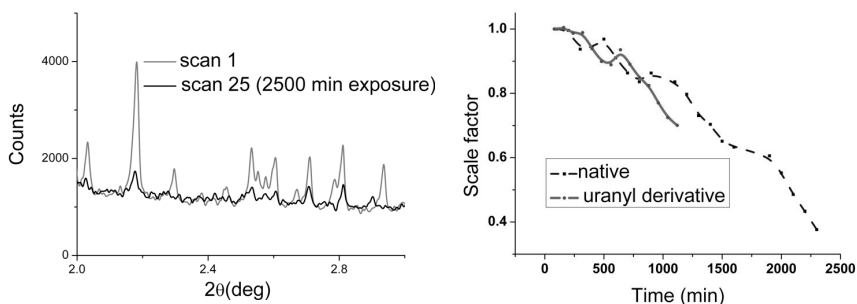 scan 1
scan 25 (2500 min exposure)
Counts
4000
2000
0
2.0
2.4
2.8
2θ(deg)
Scale factor
1.0
0.8
0.6
0.4
native
uranyl derivative
0
500
1000
1500
2000
2500
Time (min)